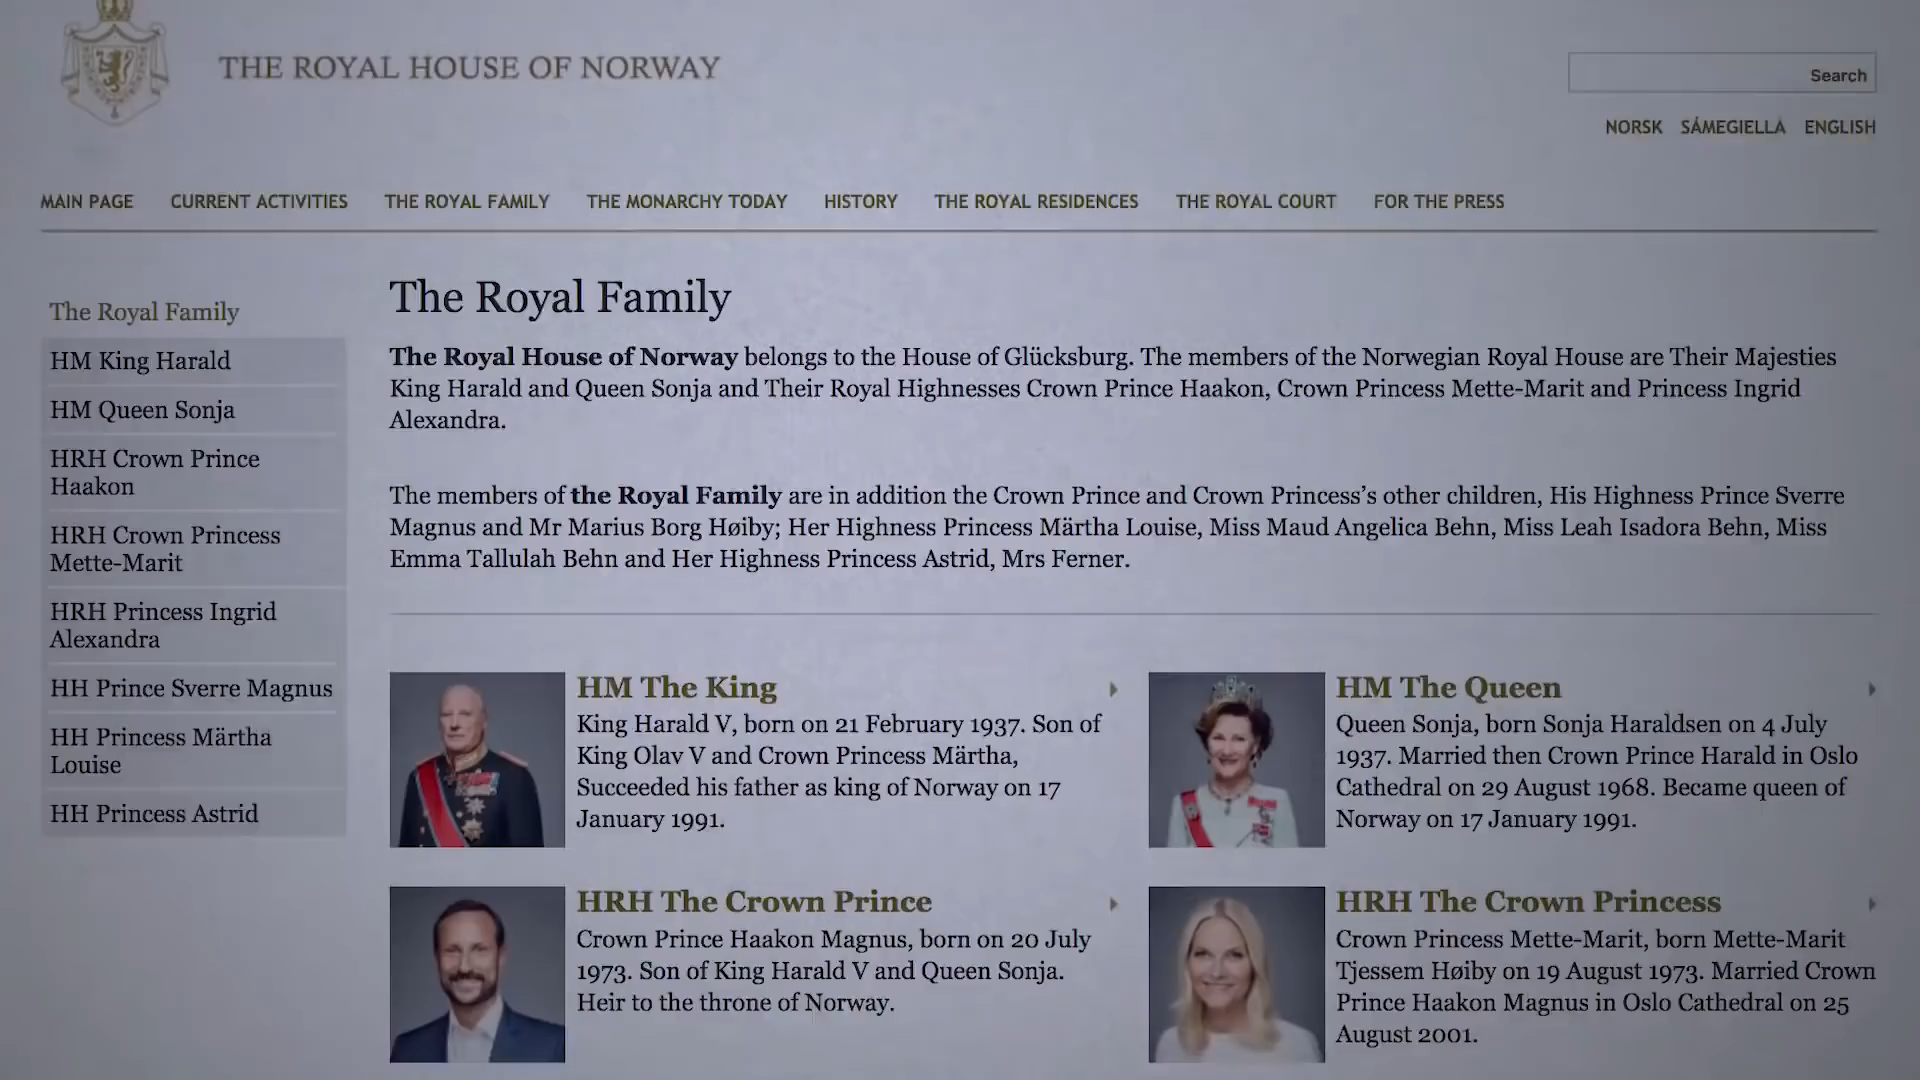 THE ROYAL HOUSE OF NORWAY
Search
NORSK SÁMEGIELLA ENGLISH
MAIN PAGE CURRENT ACTIVITIES THE ROYAL FAMILY THE MONARCHY TODAY HISTORY THE ROYAL RESIDENCES THE ROYAL COURT FOR THE PRESS
The Royal Family
HM King Harald
HM Queen Sonja
HRH Crown Prince
Haakon
HRH Crown Princess
Mette-Marit
HRH Princess Ingrid
Alexandra
HH Prince Sverre Magnus
HH Princess Märtha
Louise
HH Princess Astrid
The Royal Family
The Royal House of Norway belongs to the House of Glücksburg. The members of the Norwegian Royal House are Their Majesties
King Harald and Queen Sonja and Their Royal Highnesses Crown Prince Haakon, Crown Princess Mette-Marit and Princess Ingrid
Alexandra.
The members of the Royal Family are in addition the Crown Prince and Crown Princess’s other children, His Highness Prince Sverre
Magnus and Mr Marius Borg Høiby; Her Highness Princess Märtha Louise, Miss Maud Angelica Behn, Miss Leah Isadora Behn, Miss
Emma Tallulah Behn and Her Highness Princess Astrid, Mrs Ferner.
HM The King
King Harald V, born on 21 February 1937. Son of
King Olav V and Crown Princess Märtha,
Succeeded his father as king of Norway on 17
January 1991.
HM The Queen
Queen Sonja, born Sonja Haraldsen on 4 July
1937. Married then Crown Prince Harald in Oslo
Cathedral on 29 August 1968. Became queen of
Norway on 17 January 1991.
HRH The Crown Prince
Crown Prince Haakon Magnus, born on 20 July
1973. Son of King Harald V and Queen Sonja.
Heir to the throne of Norway.
HRH The Crown Princess
Crown Princess Mette-Marit, born Mette-Marit
Tjessem Høiby on 19 August 1973. Married Crown
Prince Haakon Magnus in Oslo Cathedral on 25
August 2001.